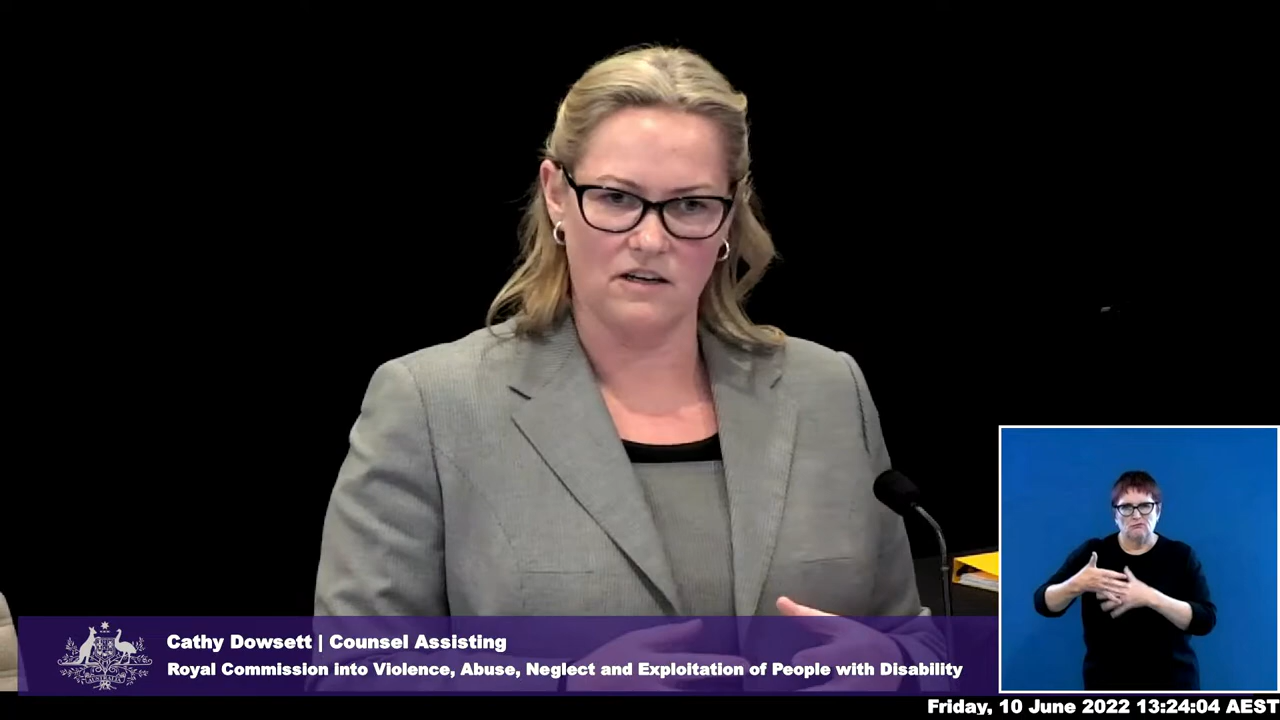 Cathy Dowsett | Counsel Assisting
Royal Commission into Violence, Abuse, Neglect and Exploitation of People with Disability
AUSTRALIA
Friday, 10 June 2022 13:24:04 AEST